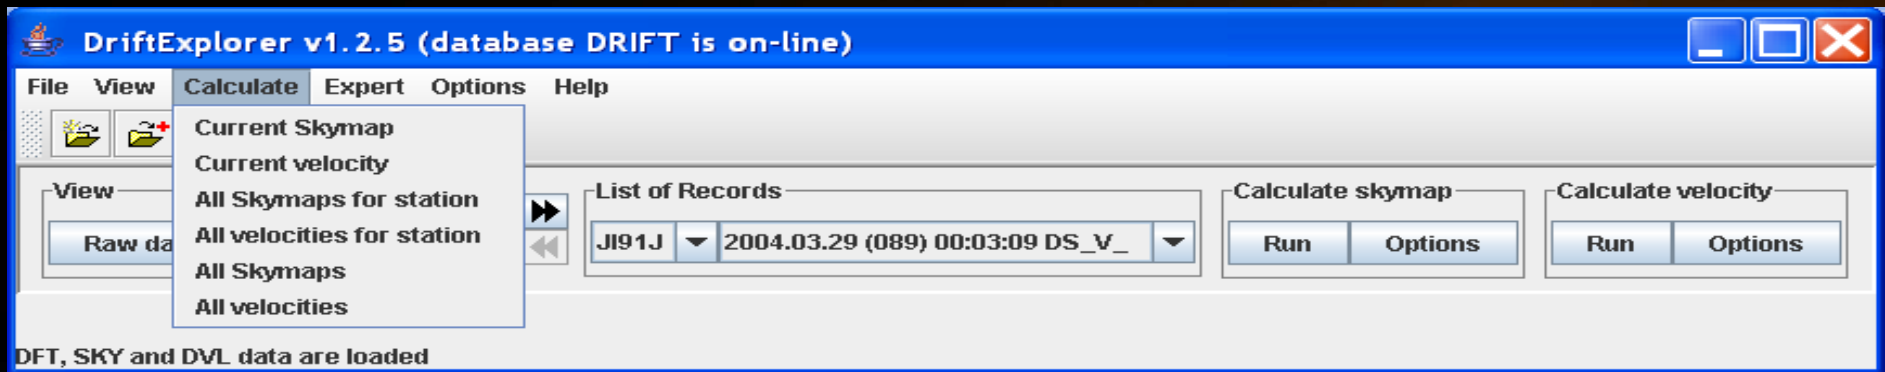 DriftExplorer v1.2.5 (database DRIFT is on-line)
File View Calculate Expert Options Help
Current Skymap
Current velocity
All Skymaps for station
All velocities for station
All Skymaps
All velocities
View
Raw da
List of Records
JI91J 2004.03.29 (089) 00:03:09 DS_V_
Calculate skymap
Run Options
Calculate velocity
Run Options
DFT, SKY and DVL data are loaded